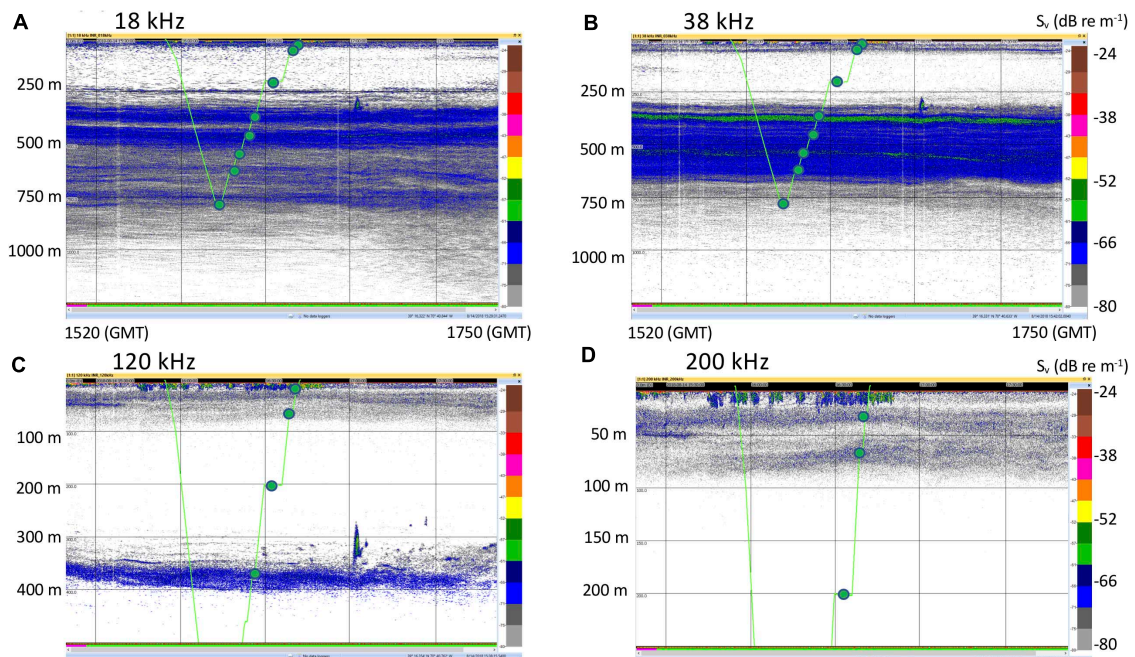 A 18 kHz
B 38 kHz
Sv (dB re m-1)
250 m
500 m
750 m
1000 m
250 m
500 m
750 m
1000 m
-24
-38
-52
-66
-80
1520 (GMT)
1750 (GMT)
1520 (GMT)
1750 (GMT)
C 120 kHz
D 200 kHz
Sv (dB re m-1)
100 m
200 m
300 m
400 m
50 m
100 m
150 m
200 m
-24
-38
-52
-66
-80